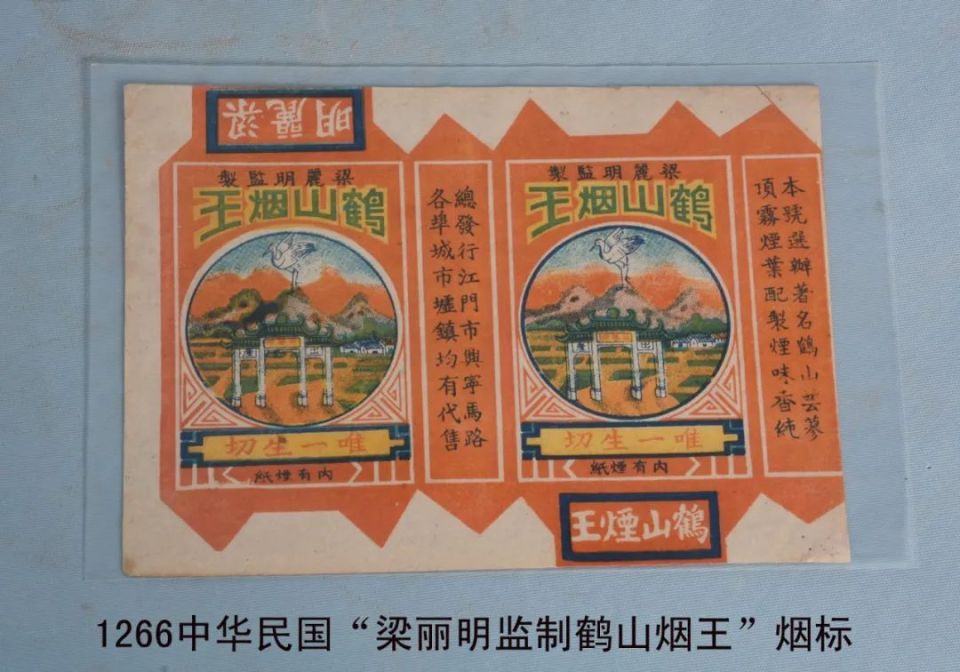 梁麗明
梁麗明監製
鶴山烟王
唯一生切
內有煙紙
總發行江門市興寧馬路
各埠城市墟鎮均有代售
梁麗明監製
鶴山烟王
唯一生切
內有煙紙
鶴山煙王
本號選辦著名鶴山芸蓼
頂霧煙葉配製煙味香純
1266中华民国“梁丽明监制鹤山烟王”烟标